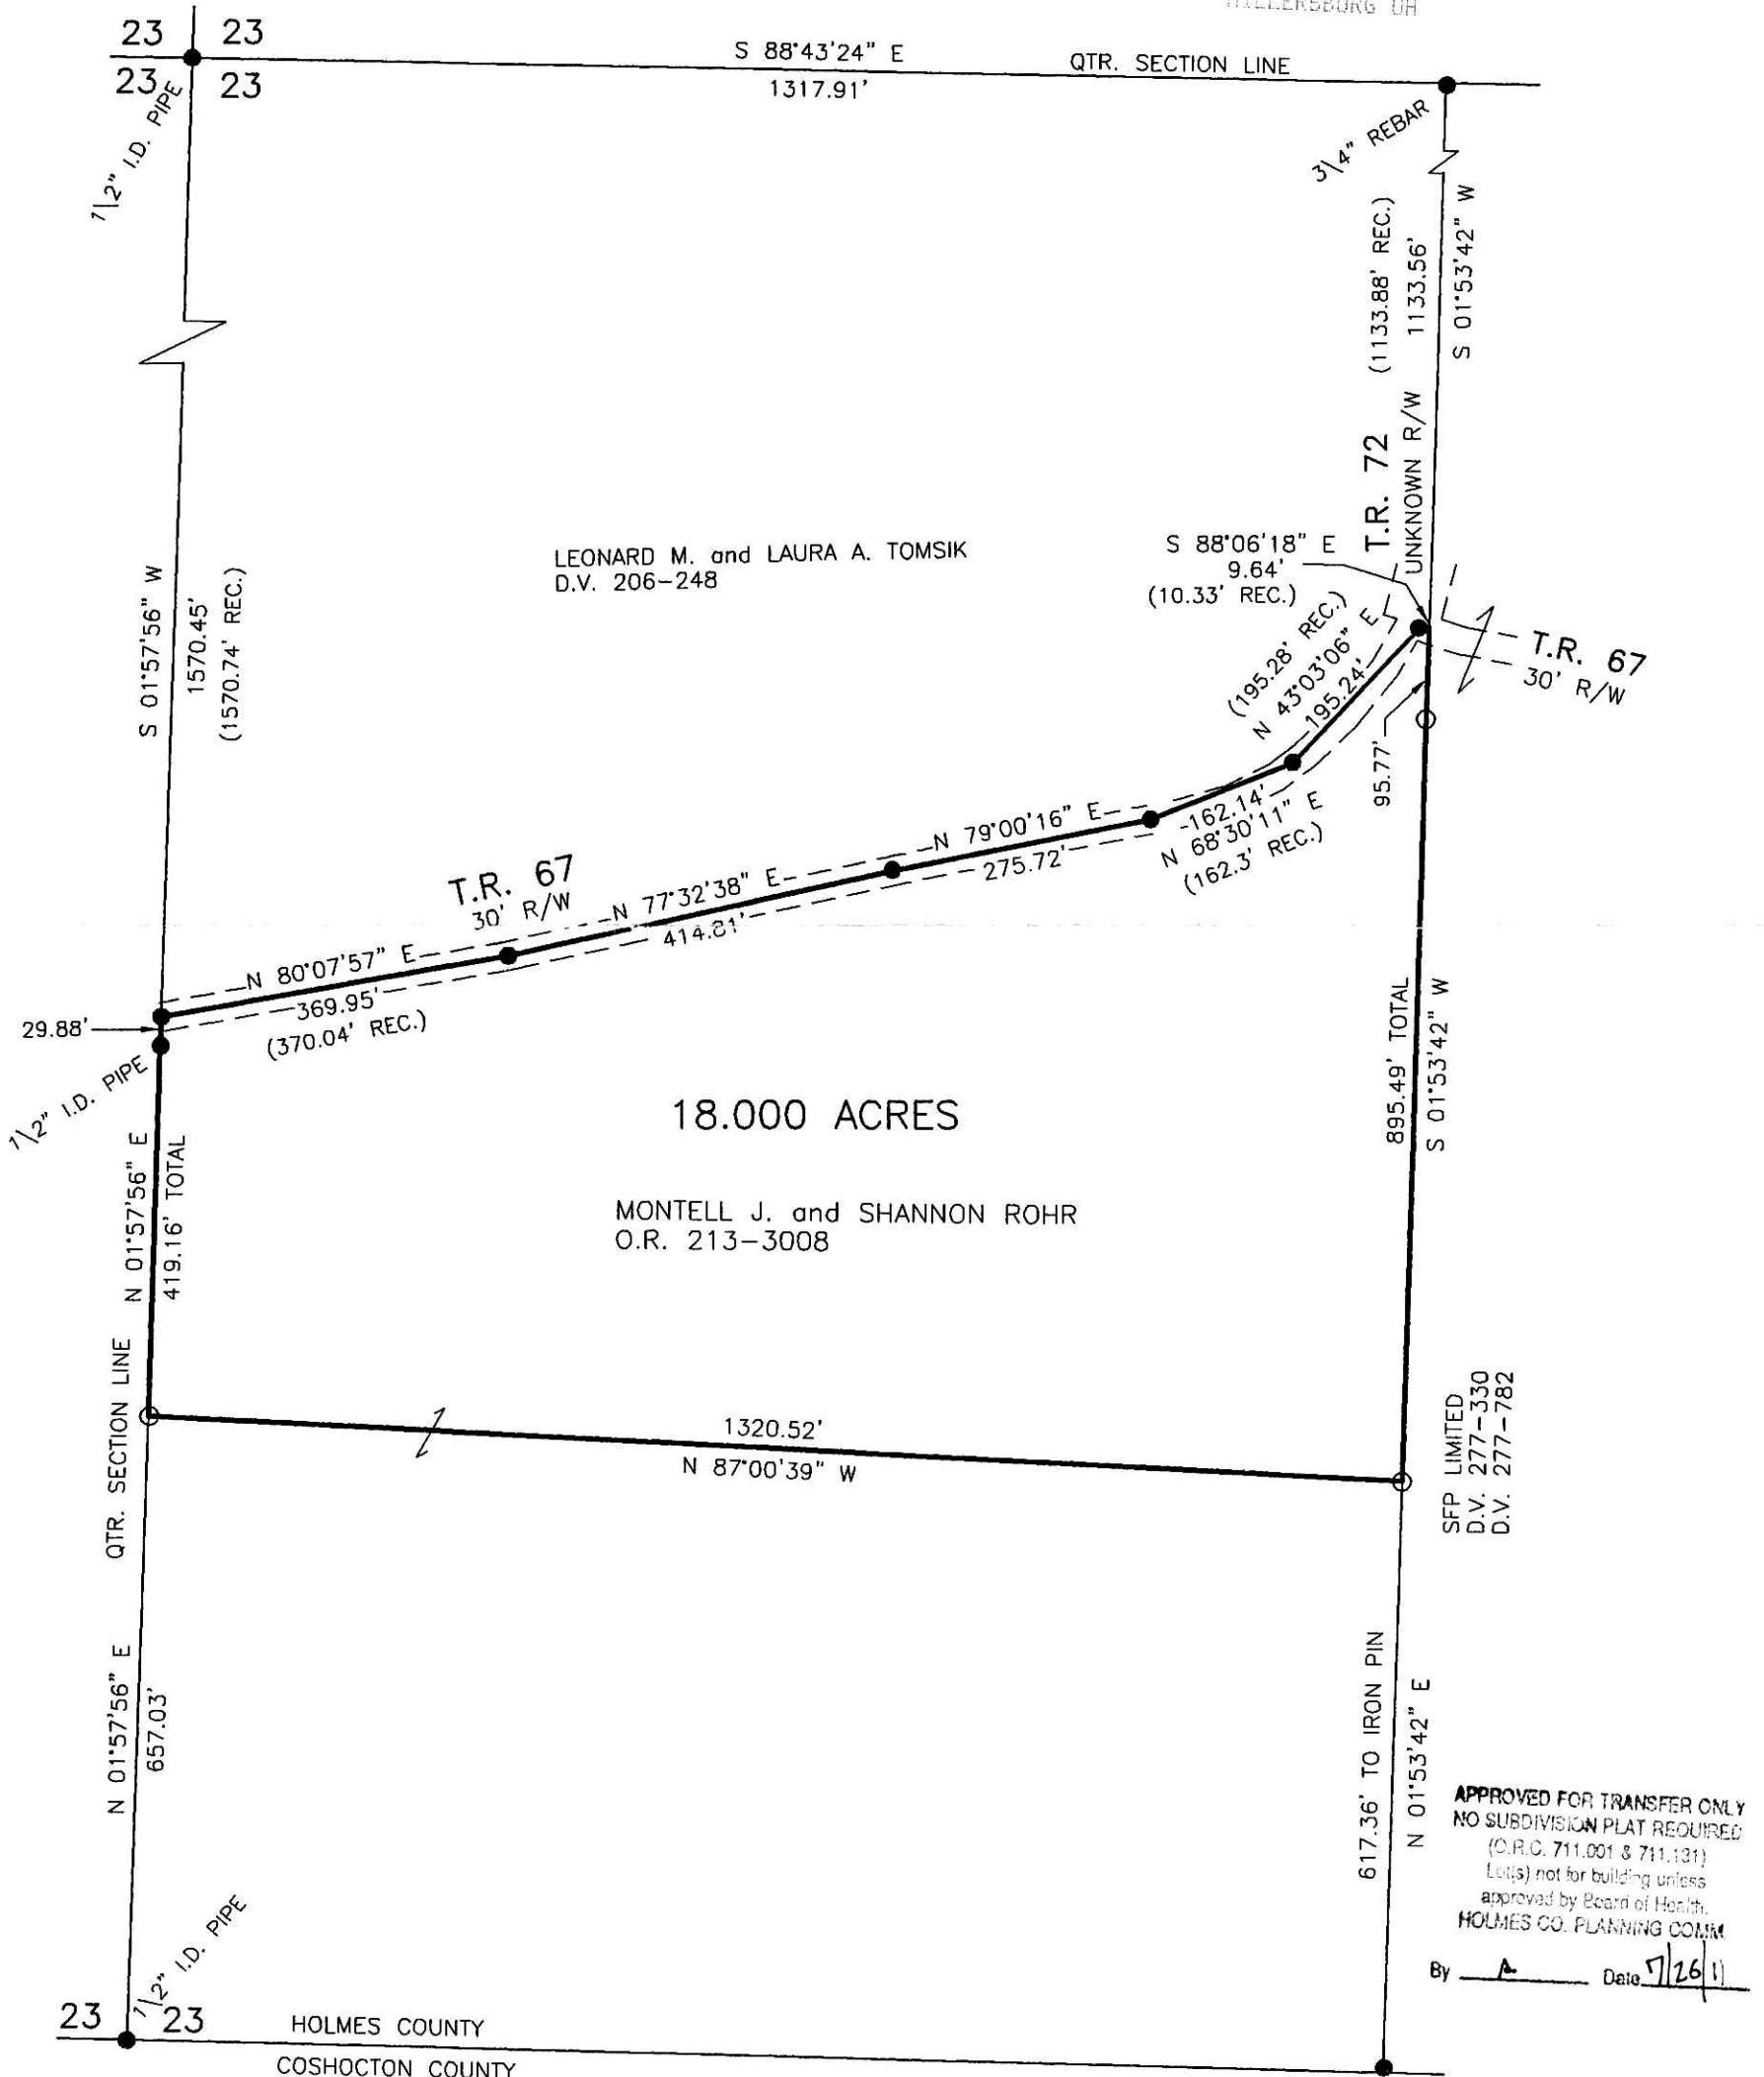 MILLERSBURG OH
23 23
S 88°43'24" E
QTR. SECTION LINE
23 23
1317.91'
1\2" I.D. PIPE
3\4" REBAR
(1133.88' REC.)
1133.56'
S 01°53'42" W
T.R. 72
UNKNOWN R/W
S 01°57'56" W
1570.45'
(1570.74' REC.)
LEONARD M. and LAURA A. TOMSIK
D.V. 206-248
S 88°06'18" E
9.64'
(10.33' REC.)
(195.28' REC.)
N 43°03'06" E
195.24'
T.R. 67
30' R/W
95.77'
N 79°00'16" E
275.72'
162.14'
N 68°30'11" E
(162.3' REC.)
T.R. 67
30' R/W
N 77°32'38" E
414.81'
N 80°07'57" E
369.95'
(370.04' REC.)
29.88'
1\2" I.D. PIPE
18.000 ACRES
895.49' TOTAL
S 01°53'42" W
N 01°57'56" E
419.16' TOTAL
MONTELL J. and SHANNON ROHR
O.R. 213-3008
QTR. SECTION LINE
1320.52'
N 87°00'39" W
SFP LIMITED
D.V. 277-330
D.V. 277-782
N 01°57'56" E
657.03'
617.36' TO IRON PIN
N 01°53'42" E
APPROVED FOR TRANSFER ONLY
NO SUBDIVISION PLAT REQUIRED
(O.R.C. 711.001 & 711.131)
Lot(s) not for building unless
approved by Board of Health.
HOLMES CO. PLANNING COMM
By Date 7/26/11
1\2" I.D. PIPE
23 23
HOLMES COUNTY
COSHOCTON COUNTY